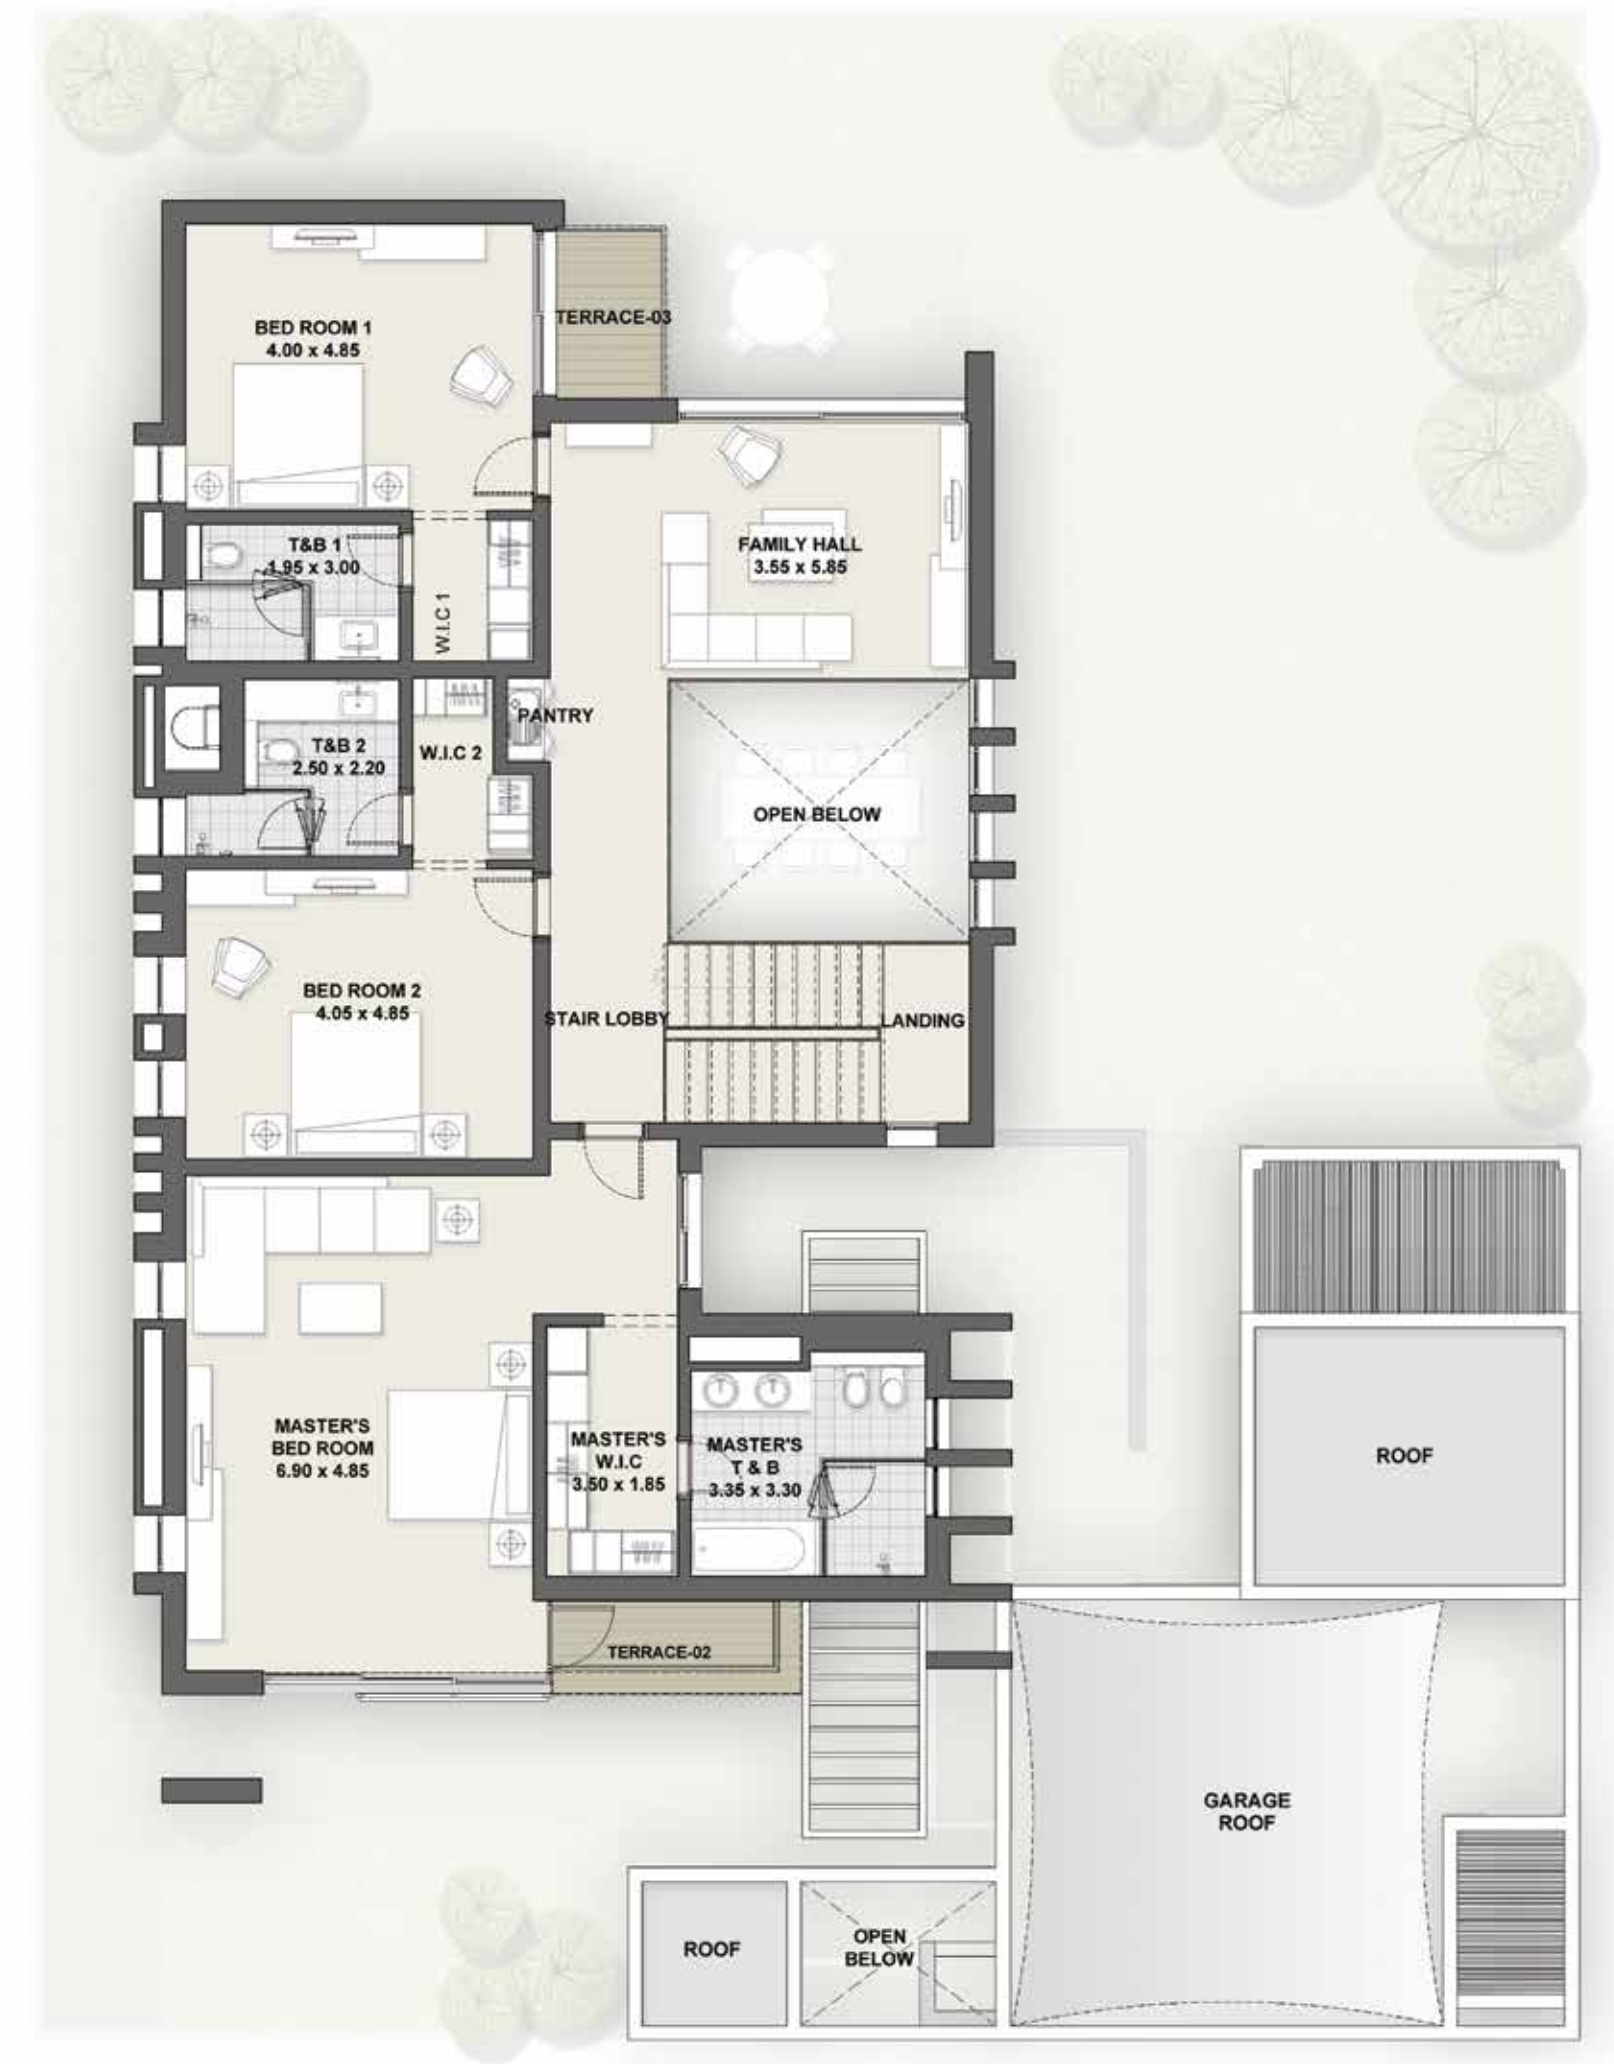 BED ROOM 1
4.00 x 4.85
TERRACE-03
T&B 1
1.95 x 3.00
W.I.C 1
FAMILY HALL
3.55 x 5.85
PANTRY
T&B 2
2.50 x 2.20
W.I.C 2
OPEN BELOW
BED ROOM 2
4.05 x 4.85
STAIR LOBBY
LANDING
MASTER'S
BED ROOM
6.90 x 4.85
MASTER'S
W.I.C
3.50 x 1.85
MASTER'S
T & B
3.35 x 3.30
ROOF
TERRACE-02
GARAGE
ROOF
ROOF
OPEN
BELOW